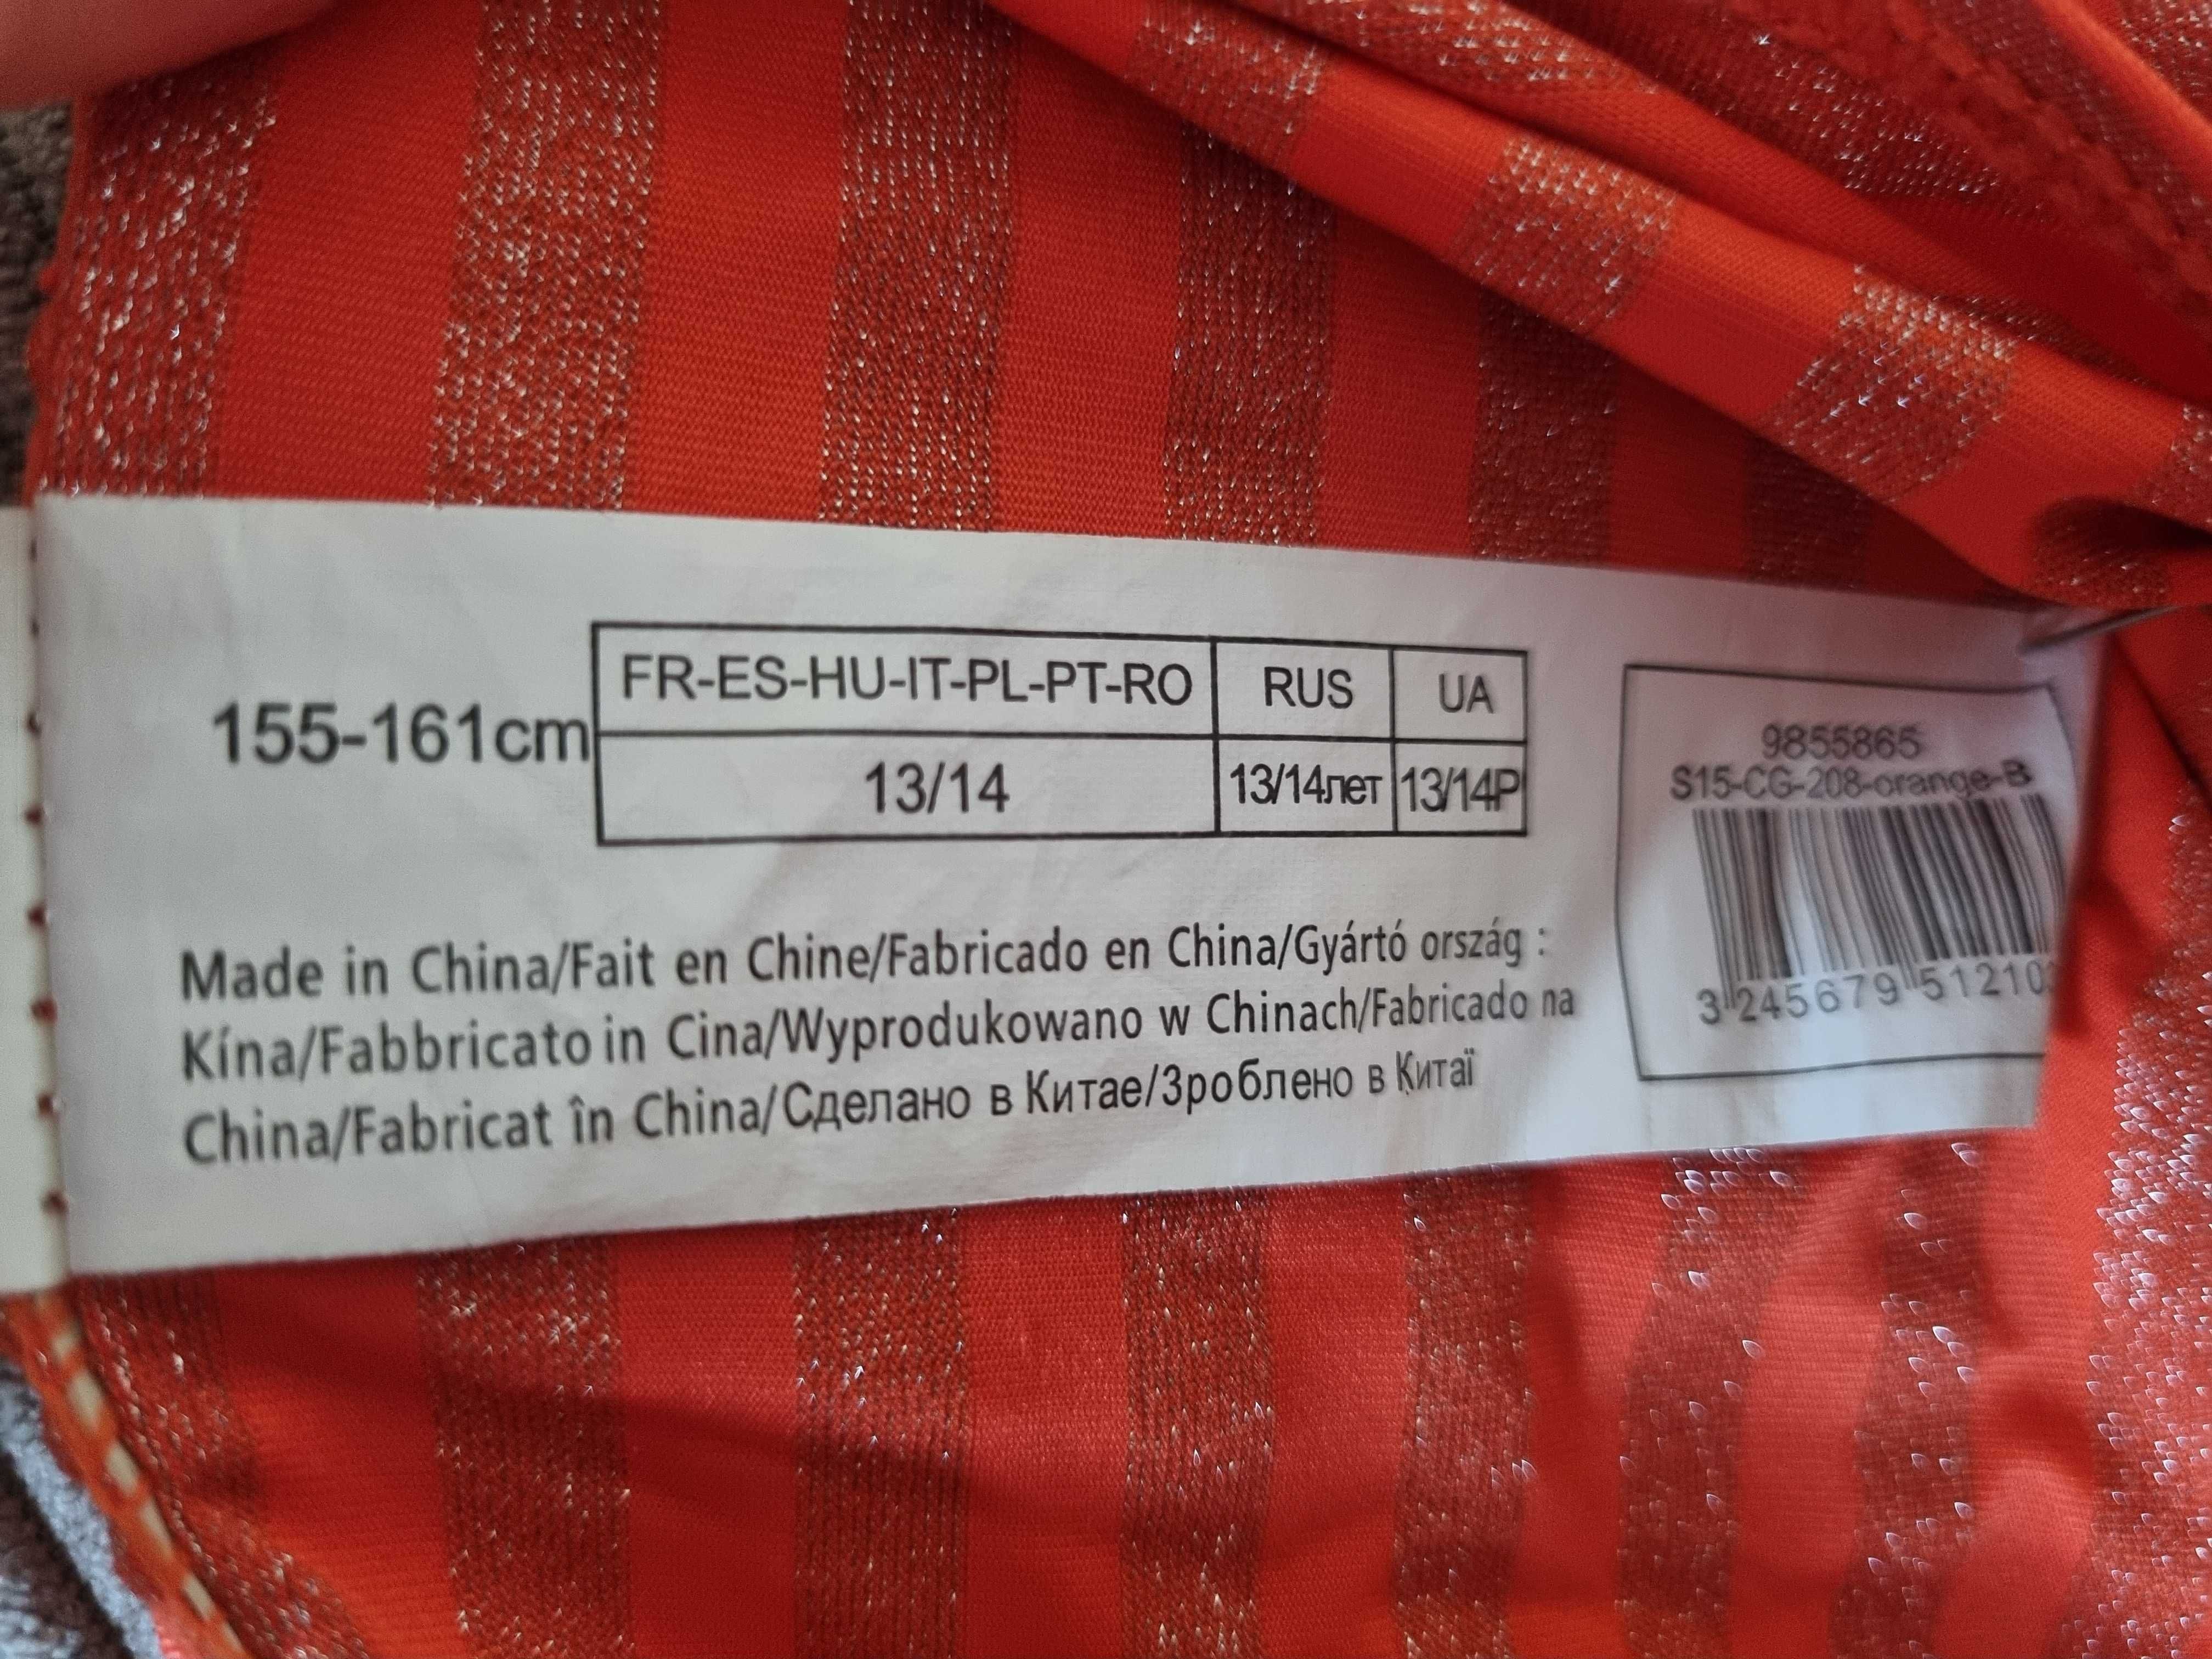 155-161cm
FR-ES-HU-IT-PL-PT-RO RUS UA
13/14 13/14лет 13/14P
Made in China/Fait en Chine/Fabricado en China/Gyártó ország :
Kína/Fabbricato in Cina/Wyprodukowano w Chinach/Fabricado na
China/Fabricat în China/Сделано в Китае/Зроблено в Китаї
9855865
S15-CG-208-orange-B
3 245679 51210